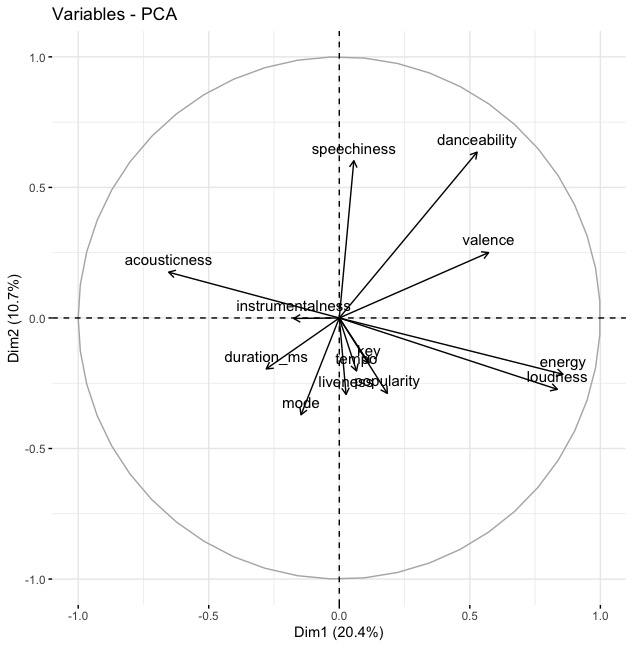 Variables - PCA
1.0
speechiness
danceability
0.5
valence
acousticness
instrumentalness
0.0
key
tempo
duration_ms
energy
loudness
liveness
popularity
mode
-0.5
-1.0
-1.0
-0.5
0.0
0.5
1.0
Dim1 (20.4%)
Dim2 (10.7%)